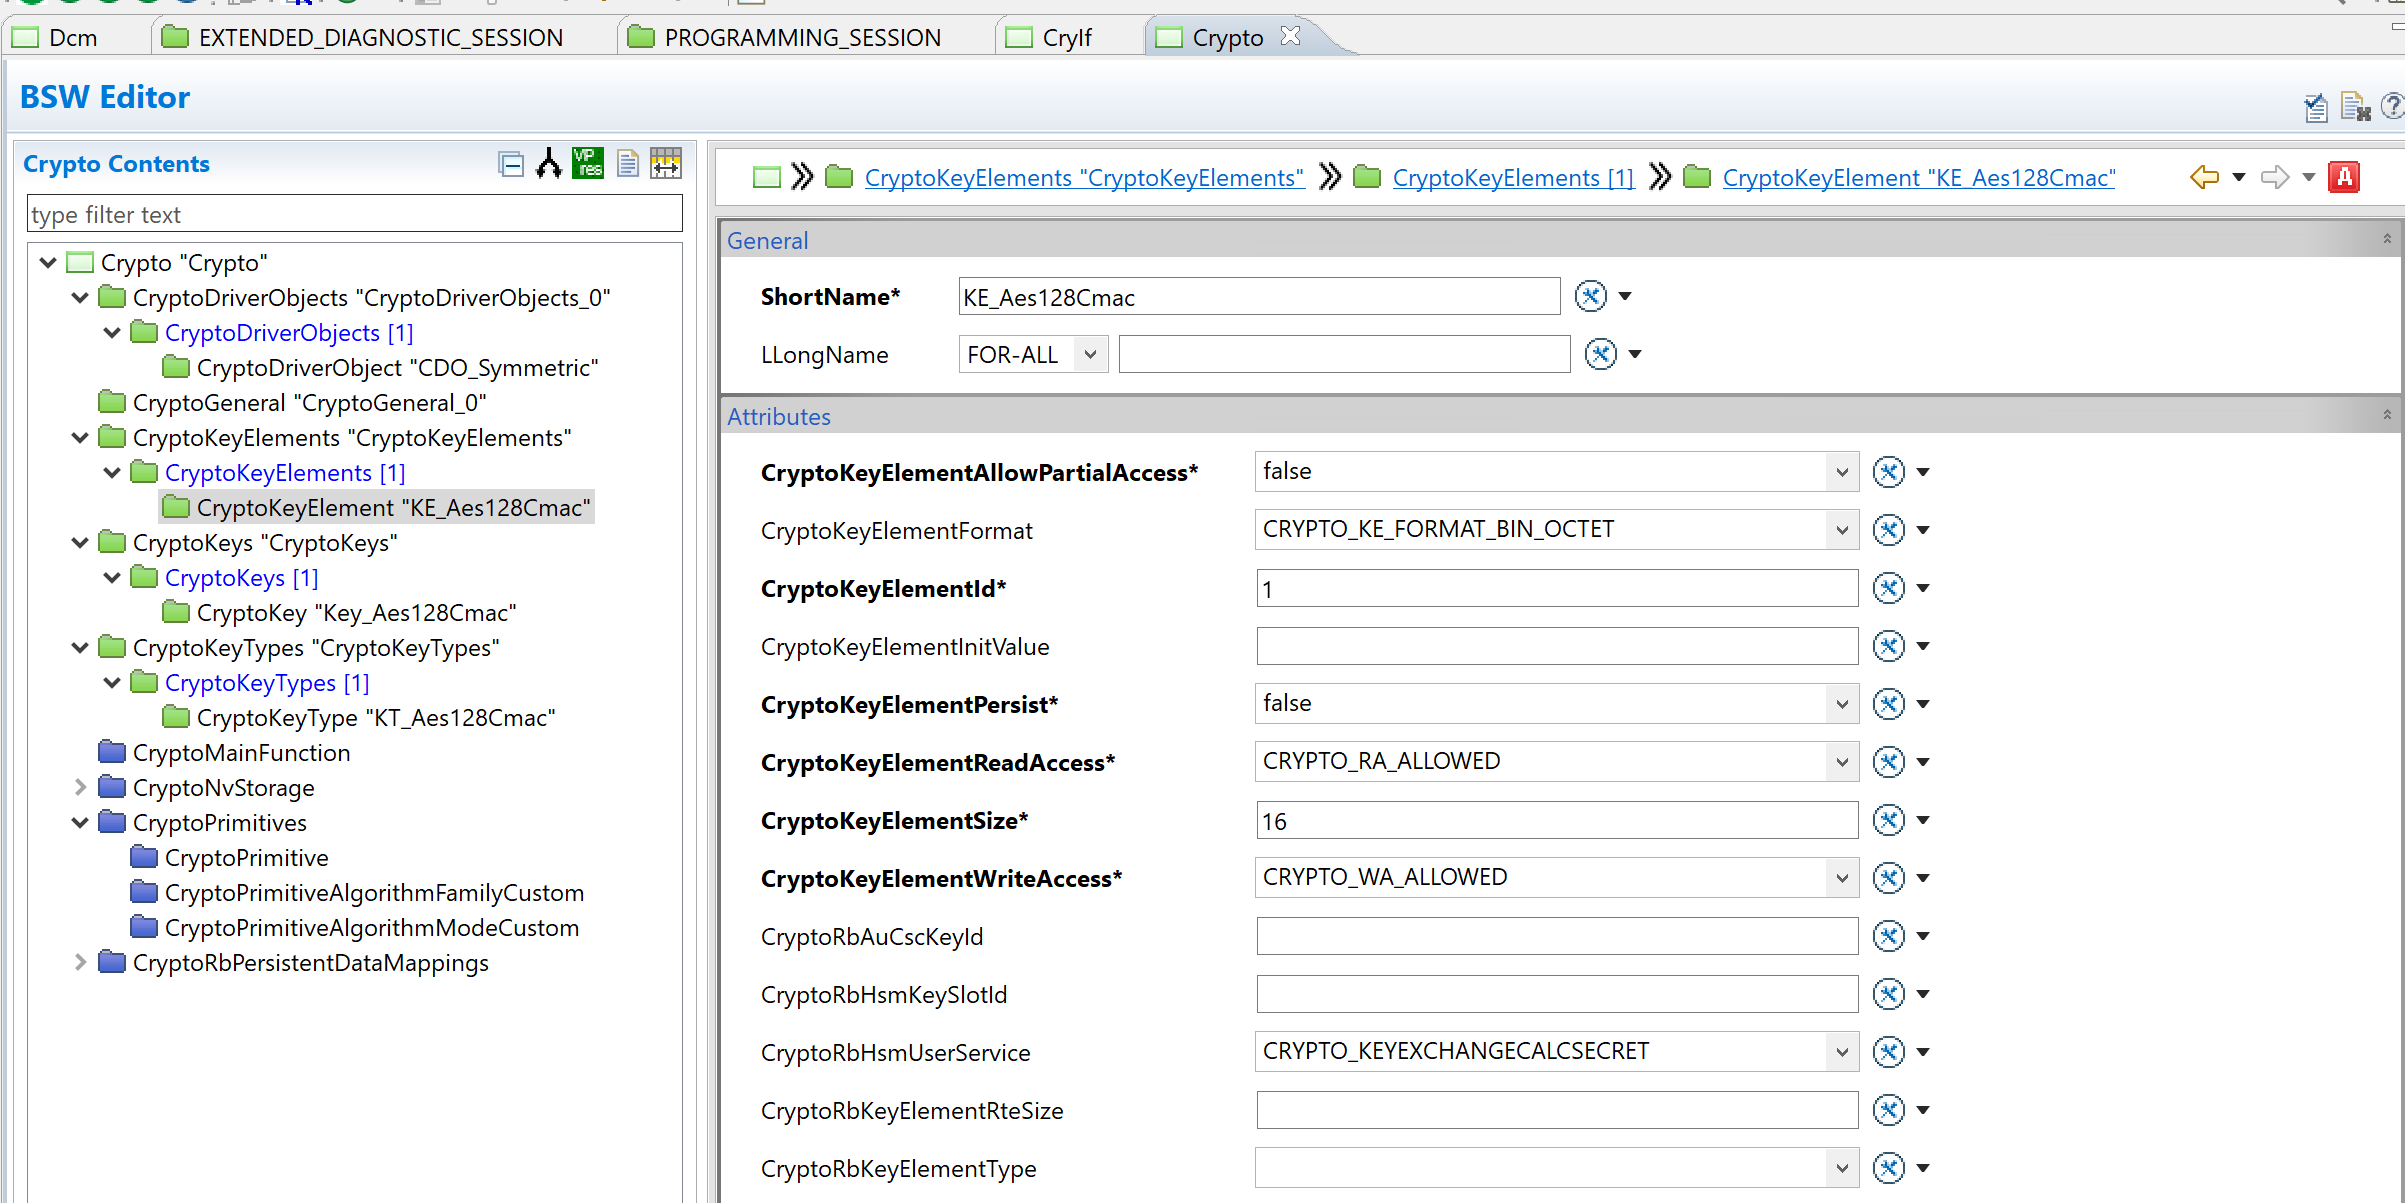 Dcm
EXTENDED_DIAGNOSTIC_SESSION
PROGRAMMING_SESSION
CryIf
Crypto
BSW Editor
Crypto Contents
VP
res
type filter text
Crypto "Crypto"
CryptoDriverObjects "CryptoDriverObjects_0"
CryptoDriverObjects [1]
CryptoDriverObject "CDO_Symmetric"
CryptoGeneral "CryptoGeneral_0"
CryptoKeyElements "CryptoKeyElements"
CryptoKeyElements [1]
CryptoKeyElement "KE_Aes128Cmac"
CryptoKeys "CryptoKeys"
CryptoKeys [1]
CryptoKey "Key_Aes128Cmac"
CryptoKeyTypes "CryptoKeyTypes"
CryptoKeyTypes [1]
CryptoKeyType "KT_Aes128Cmac"
CryptoMainFunction
CryptoNvStorage
CryptoPrimitives
CryptoPrimitive
CryptoPrimitiveAlgorithmFamilyCustom
CryptoPrimitiveAlgorithmModeCustom
CryptoRbPersistentDataMappings
CryptoKeyElements "CryptoKeyElements" CryptoKeyElements [1] CryptoKeyElement "KE_Aes128Cmac" A
General
ShortName* KE_Aes128Cmac
LLongName FOR-ALL
Attributes
CryptoKeyElementAllowPartialAccess* false
CryptoKeyElementFormat CRYPTO_KE_FORMAT_BIN_OCTET
CryptoKeyElementId* 1
CryptoKeyElementInitValue
CryptoKeyElementPersist* false
CryptoKeyElementReadAccess* CRYPTO_RA_ALLOWED
CryptoKeyElementSize* 16
CryptoKeyElementWriteAccess* CRYPTO_WA_ALLOWED
CryptoRbAuCscKeyId
CryptoRbHsmKeySlotId
CryptoRbHsmUserService CRYPTO_KEYEXCHANGECALCSECRET
CryptoRbKeyElementRteSize
CryptoRbKeyElementType